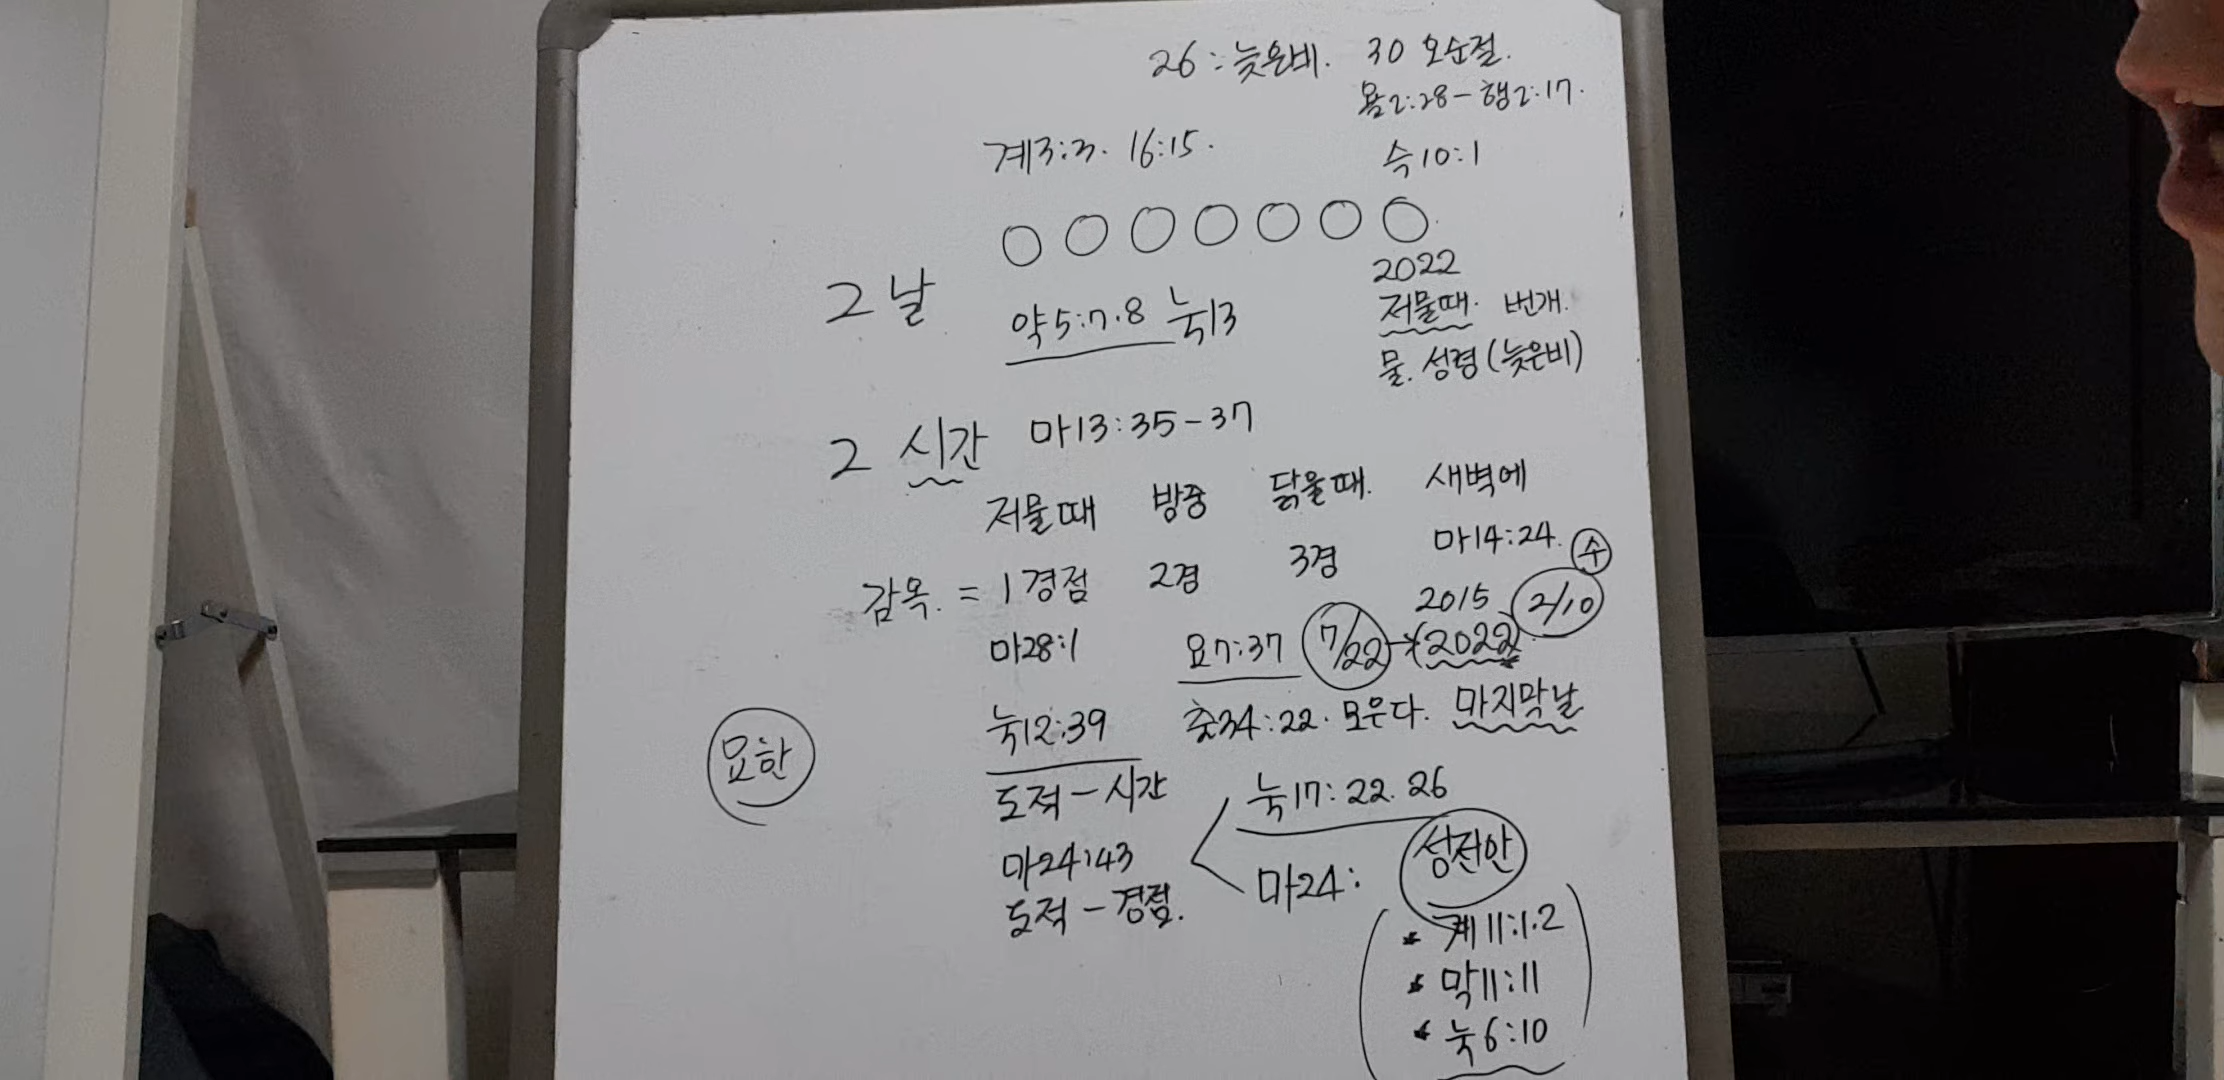 26 : 늦은비. 30 오순절.
욜2:28 - 행2:17.
계3:3. 16:15.
슥10:1
○ ○ ○ ○ ○ ○ ○
2022
그 날
약5:7.8 눅13
저물때. 번개.
물. 성령(늦은비)
그 시간 마13:35-37
저물때 밤중 닭울때. 새벽에
마14:24. 수
감옥. = 1경점 2경 3경
2015 2/10
마28:1 요7:37 7/22 → (2022)
눅12:39 출34:22. 모은다. 마지막날
요한
도적 - 시간 눅17: 22. 26
마24:43 마24: 성전안
도적 - 경점.
* 계11:1.2
* 막11:11
* 눅6:10